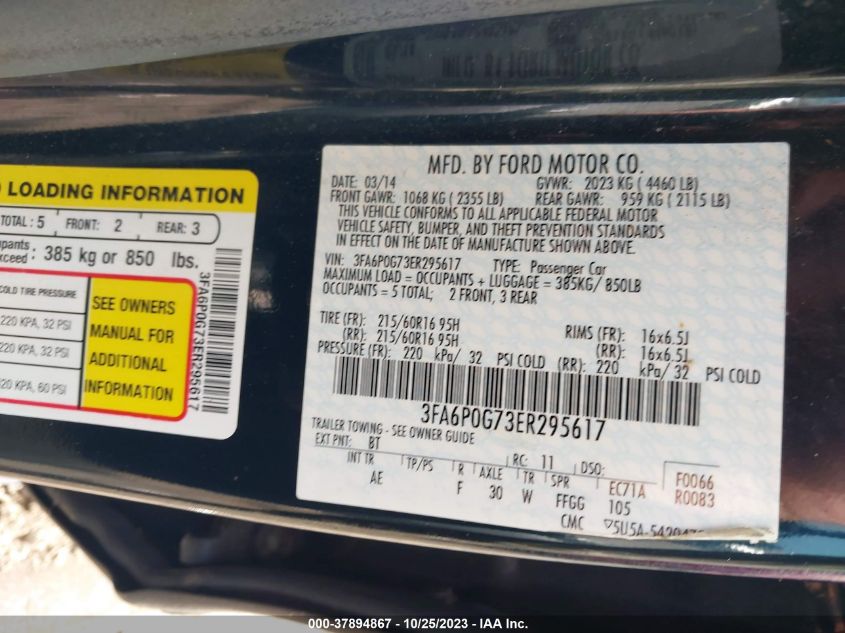 LOADING INFORMATION
TOTAL: 5 FRONT: 2 REAR: 3
385 kg or 850 lbs.
COLD TIRE PRESSURE
220 KPA, 32 PSI
220 KPA, 32 PSI
KPA, 60 PSI
SEE OWNERS
MANUAL FOR
ADDITIONAL
INFORMATION
3FA6P0G73ER295617
MFD. BY FORD MOTOR CO.
DATE: 03/14 GVWR: 2023 KG ( 4460 LB)
FRONT GAWR: 1068 KG ( 2355 LB) REAR GAWR: 959 KG ( 2115 LB)
THIS VEHICLE CONFORMS TO ALL APPLICABLE FEDERAL MOTOR
VEHICLE SAFETY, BUMPER, AND THEFT PREVENTION STANDARDS
IN EFFECT ON THE DATE OF MANUFACTURE SHOWN ABOVE.
VIN: 3FA6P0G73ER295617 TYPE: Passenger Car
MAXIMUM LOAD = OCCUPANTS + LUGGAGE = 385KG/ 850LB
OCCUPANTS = 5 TOTAL; 2 FRONT, 3 REAR
TIRE (FR): 215/60R16 95H RIMS (FR): 16x6.5J
(RR): 215/60R16 95H (RR): 16x6.5J
PRESSURE (FR): 220 kPa/ 32 PSI COLD (RR): 220 kPa/ 32 PSI COLD
3FA6P0G73ER295617
TRAILER TOWING - SEE OWNER GUIDE
EXT PNT: BT RC: 11 DSO: F0066
INT TR TP/PS R AXLE TR SPR EC71A R0083
AE F 30 W FFGG 105
CMC
000-37894867 - 10/25/2023 - IAA Inc.